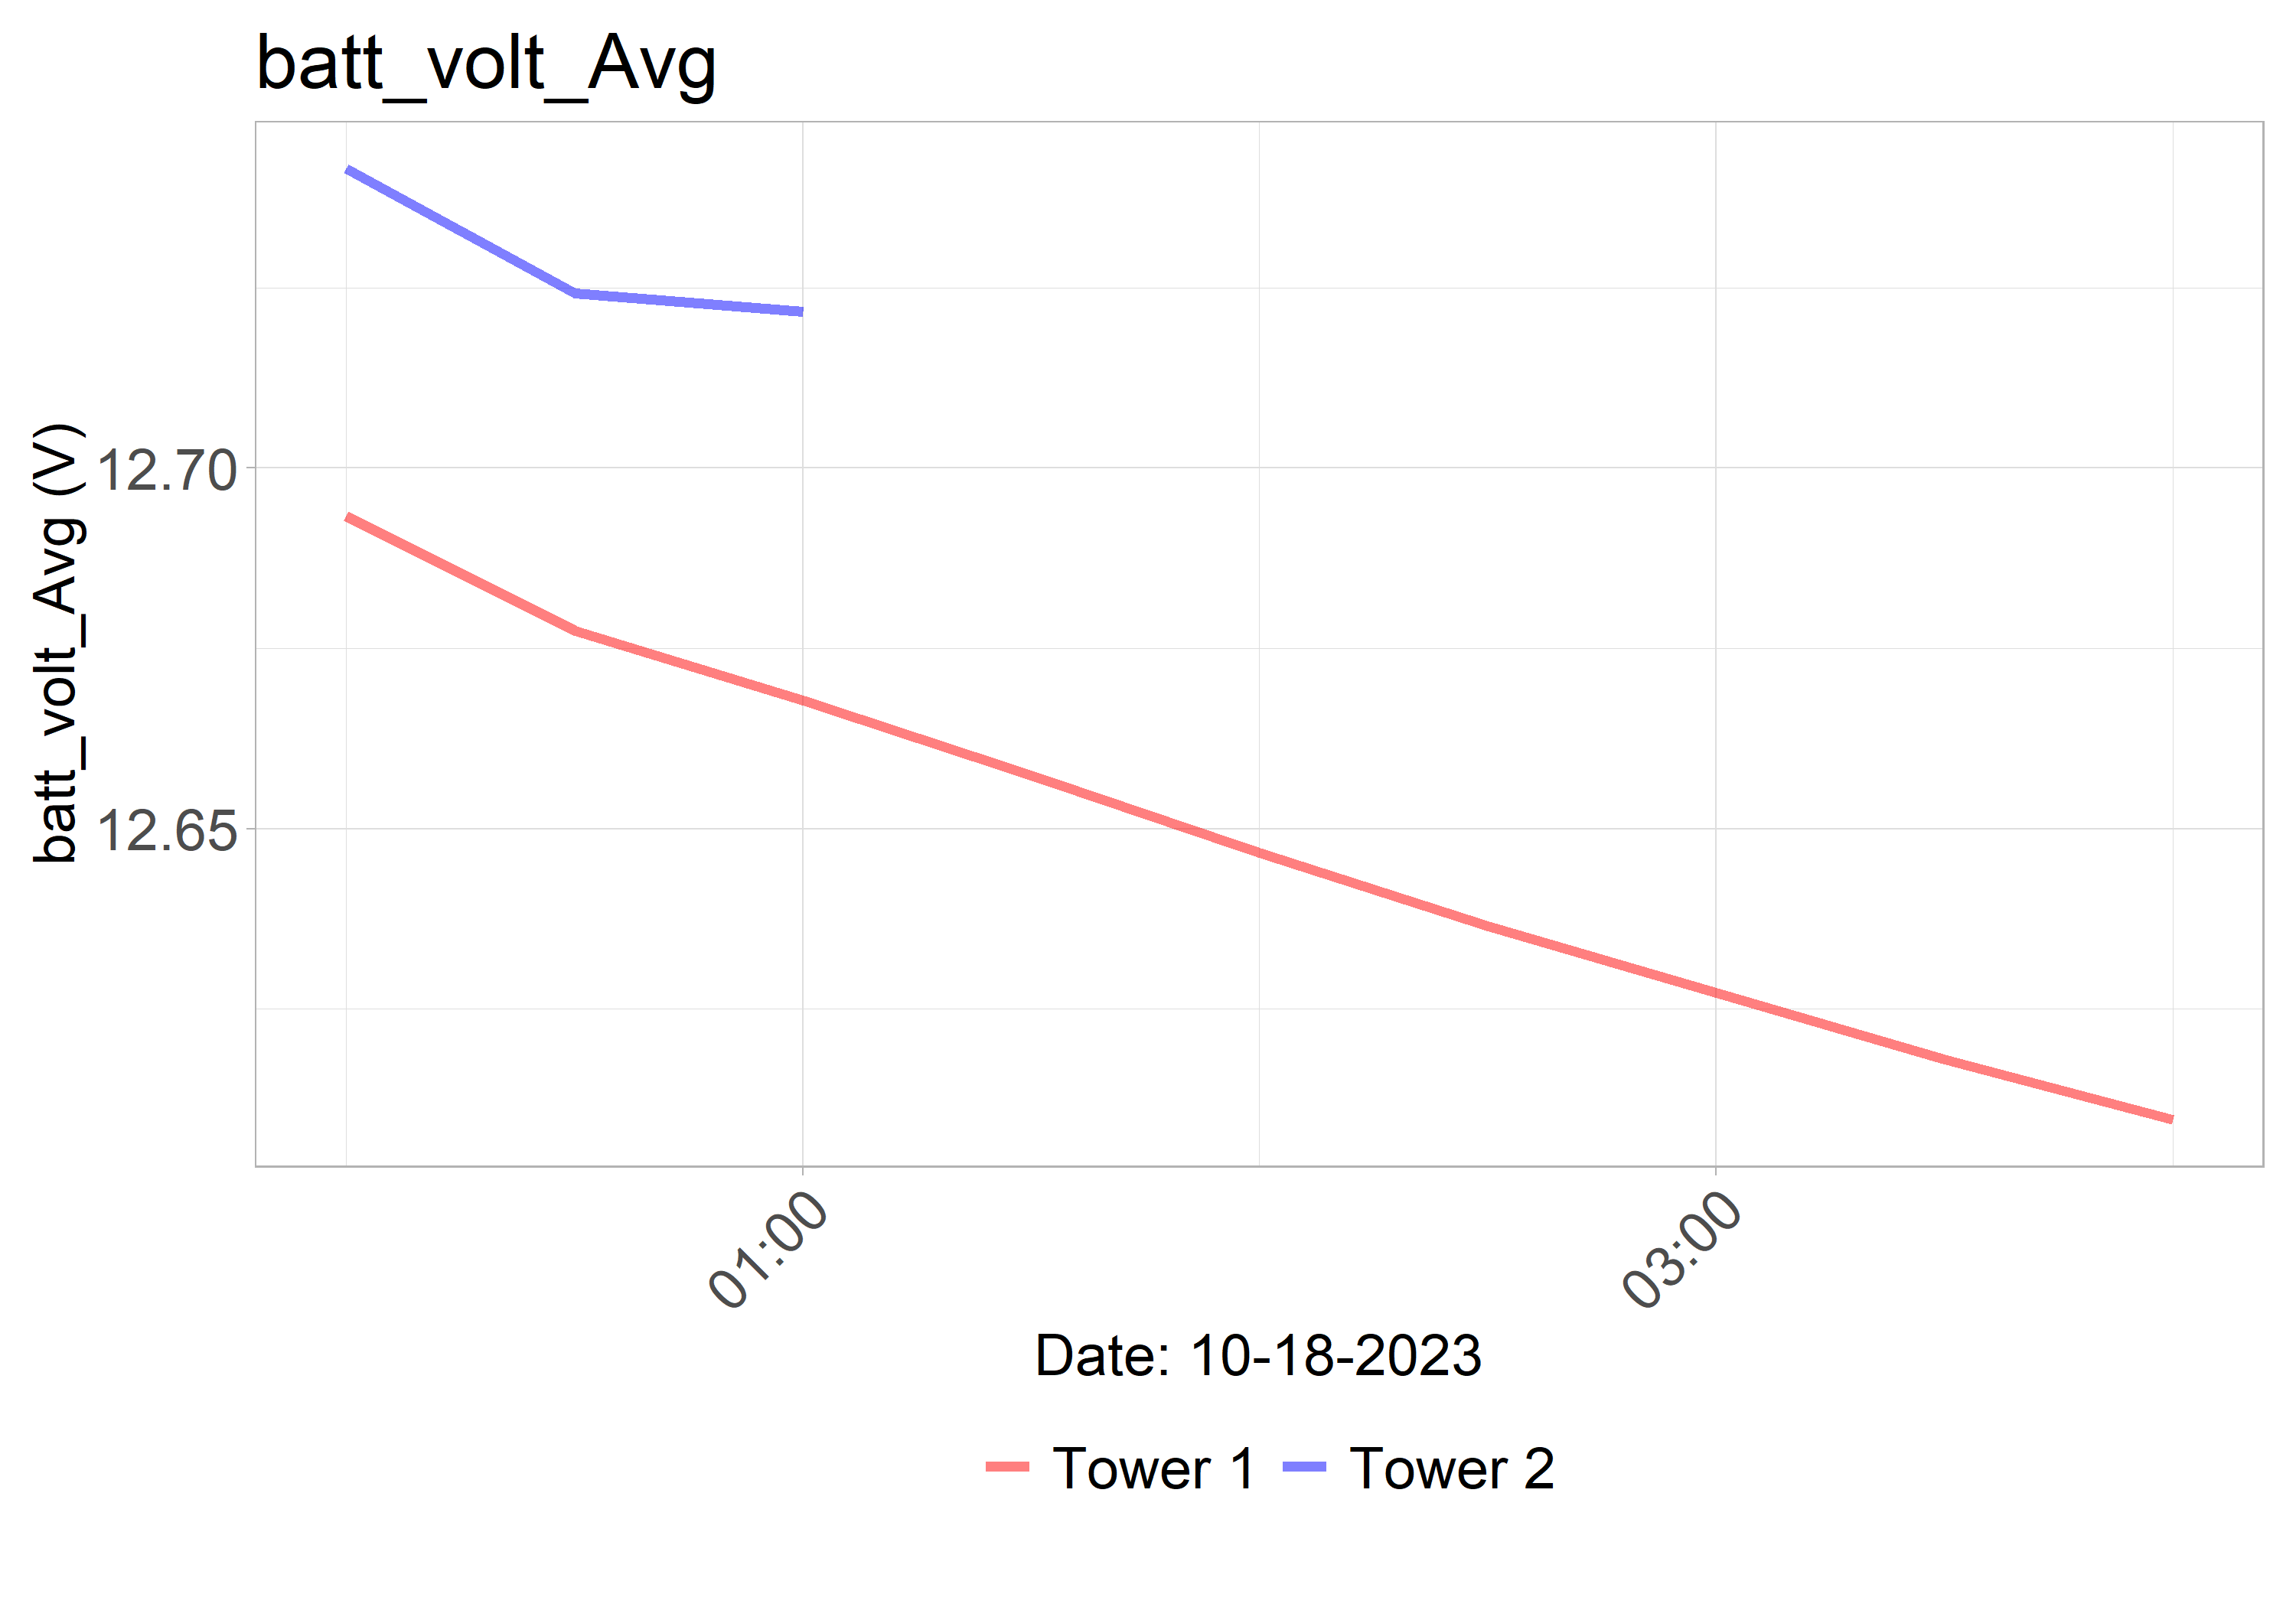 batt_volt_Avg
batt_volt_Avg (V)
12.70
12.65
01:00
03:00
Date: 10-18-2023
Tower 1
Tower 2